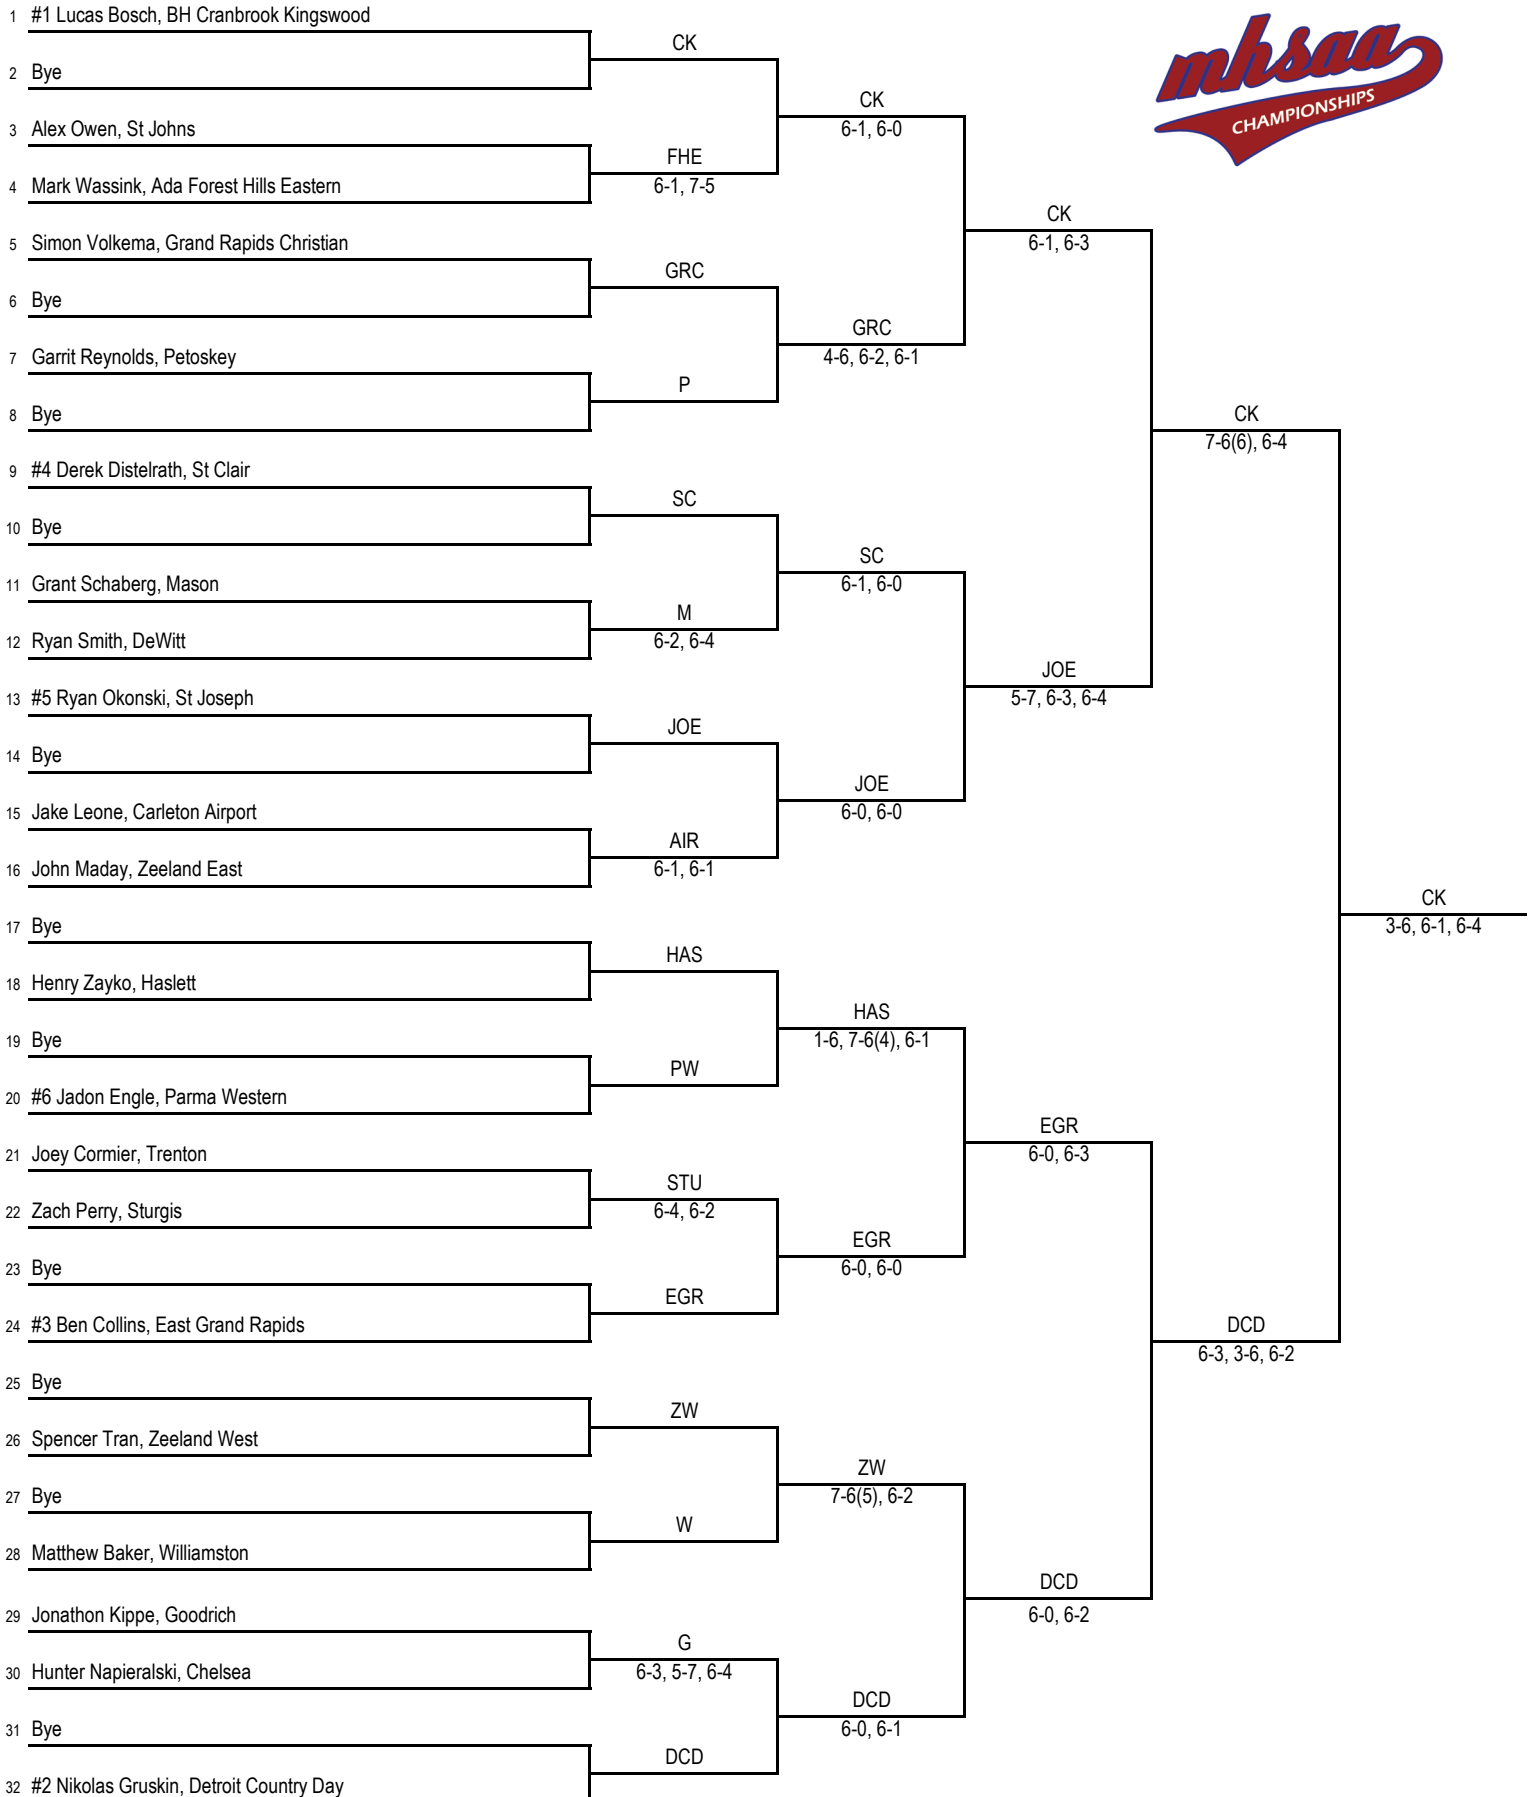 1 #1 Lucas Bosch, BH Cranbrook Kingswood
2 Bye
3 Alex Owen, St Johns
4 Mark Wassink, Ada Forest Hills Eastern
5 Simon Volkema, Grand Rapids Christian
6 Bye
7 Garrit Reynolds, Petoskey
8 Bye
9 #4 Derek Distelrath, St Clair
10 Bye
11 Grant Schaberg, Mason
12 Ryan Smith, DeWitt
13 #5 Ryan Okonski, St Joseph
14 Bye
15 Jake Leone, Carleton Airport
16 John Maday, Zeeland East
17 Bye
18 Henry Zayko, Haslett
19 Bye
20 #6 Jadon Engle, Parma Western
21 Joey Cormier, Trenton
22 Zach Perry, Sturgis
23 Bye
24 #3 Ben Collins, East Grand Rapids
25 Bye
26 Spencer Tran, Zeeland West
27 Bye
28 Matthew Baker, Williamston
29 Jonathon Kippe, Goodrich
30 Hunter Napieralski, Chelsea
31 Bye
32 #2 Nikolas Gruskin, Detroit Country Day
CK
FHE
6-1, 7-5
GRC
P
SC
M
6-2, 6-4
JOE
AIR
6-1, 6-1
HAS
PW
STU
6-4, 6-2
EGR
ZW
W
G
6-3, 5-7, 6-4
DCD
CK
6-1, 6-0
GRC
4-6, 6-2, 6-1
SC
6-1, 6-0
JOE
6-0, 6-0
HAS
1-6, 7-6(4), 6-1
EGR
6-0, 6-0
ZW
7-6(5), 6-2
DCD
6-0, 6-1
CK
6-1, 6-3
JOE
5-7, 6-3, 6-4
EGR
6-0, 6-3
DCD
6-0, 6-2
CK
7-6(6), 6-4
DCD
6-3, 3-6, 6-2
CK
3-6, 6-1, 6-4
mhsaa
CHAMPIONSHIPS